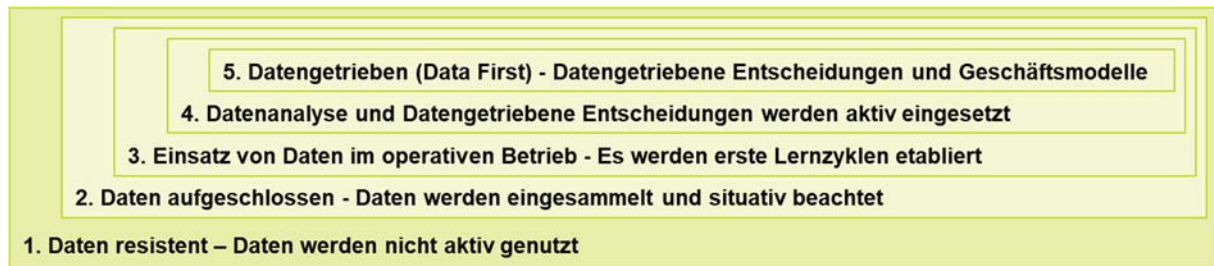 5. Datengetrieben (Data First) - Datengetriebene Entscheidungen und Geschäftsmodelle
4. Datenanalyse und Datengetriebene Entscheidungen werden aktiv eingesetzt
3. Einsatz von Daten im operativen Betrieb - Es werden erste Lernzyklen etabliert
2. Daten aufgeschlossen - Daten werden eingesammelt und situativ beachtet
1. Daten resistent – Daten werden nicht aktiv genutzt